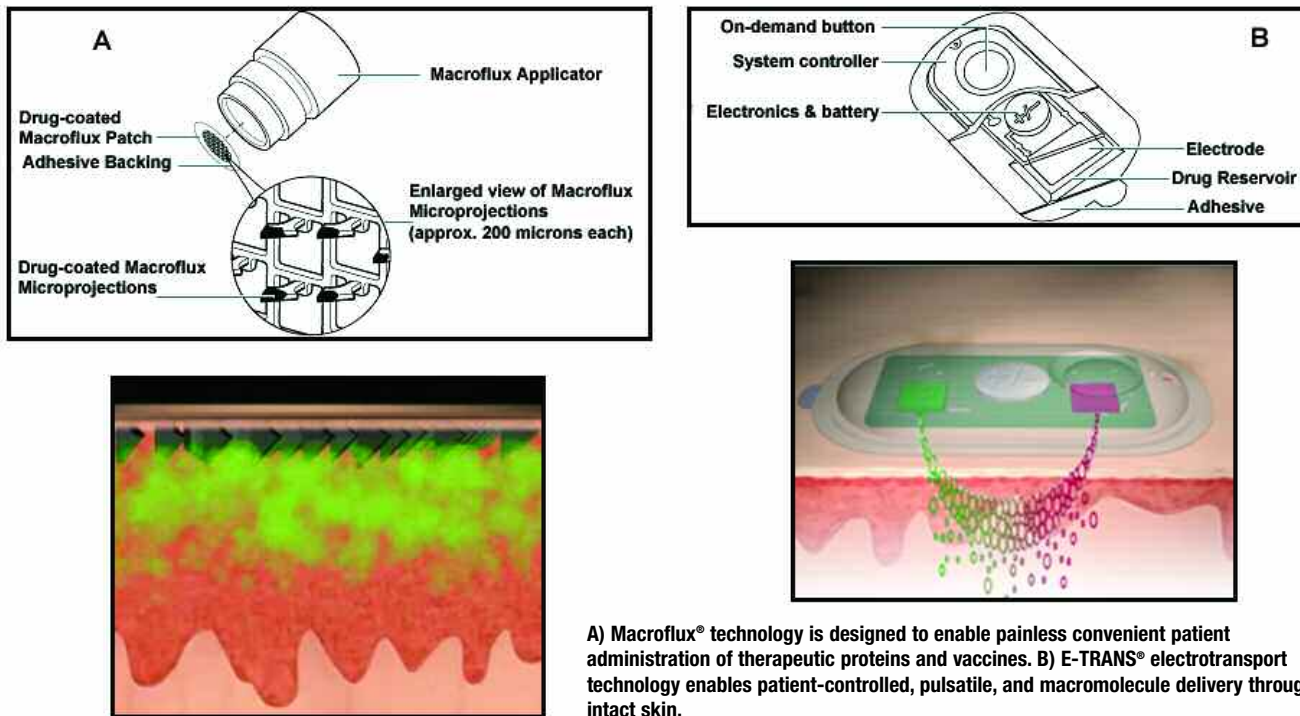 A
Macroflux Applicator
Drug-coated
Macroflux Patch
Adhesive Backing
Enlarged view of Macroflux
Microprojections
(approx. 200 microns each)
Drug-coated Macroflux
Microprojections
B
On-demand button
System controller
Electronics & battery
Electrode
Drug Reservoir
Adhesive
A) Macroflux® technology is designed to enable painless convenient patient
administration of therapeutic proteins and vaccines. B) E-TRANS® electrotransport
technology enables patient-controlled, pulsatile, and macromolecule delivery throug
intact skin.